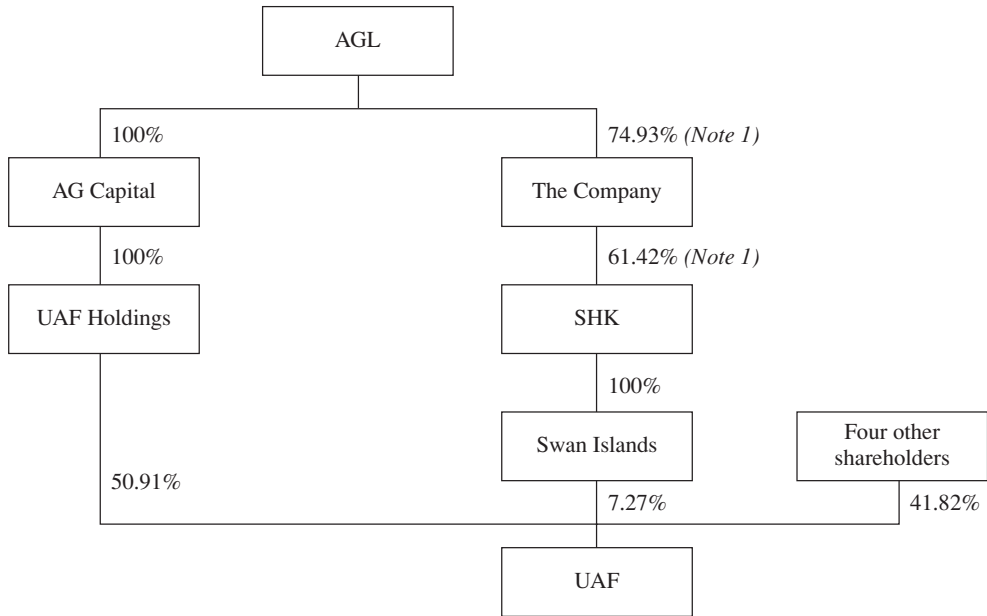 AGL
100%
74.93% (Note 1)
AG Capital
The Company
100%
61.42% (Note 1)
UAF Holdings
SHK
100%
Swan Islands
Four other
shareholders
50.91%
7.27%
41.82%
UAF